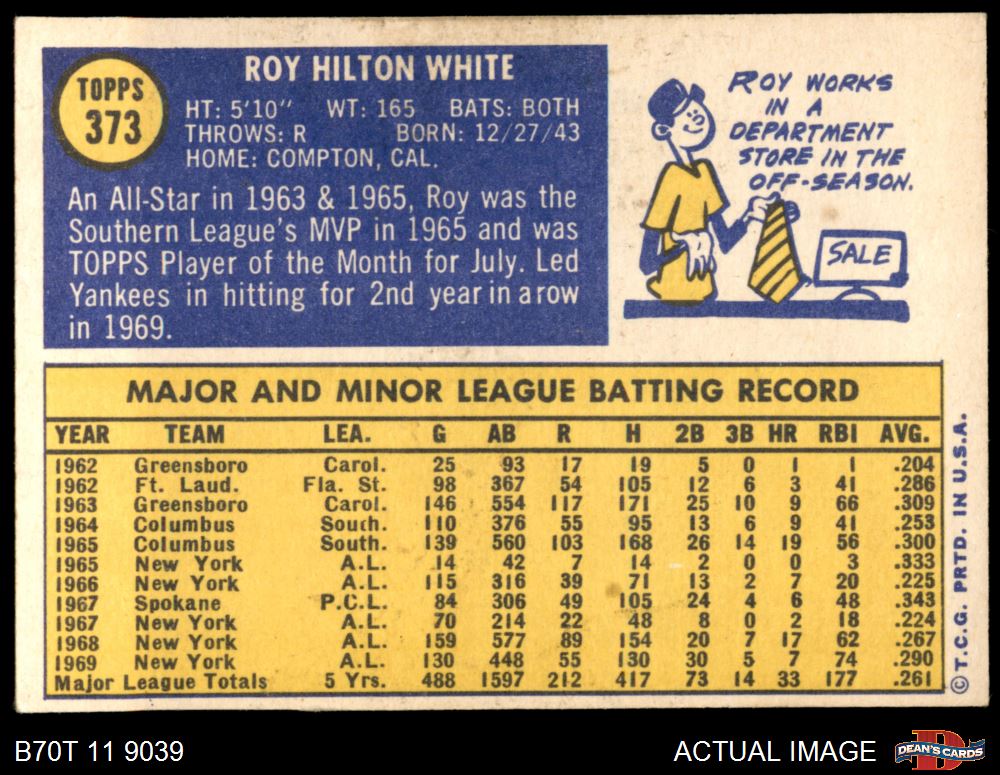 TOPPS
373
ROY HILTON WHITE
HT: 5'10" WT: 165 BATS: BOTH
THROWS: R BORN: 12/27/43
HOME: COMPTON, CAL.
An All-Star in 1963 & 1965, Roy was the
Southern League's MVP in 1965 and was
TOPPS Player of the Month for July. Led
Yankees in hitting for 2nd year in a row
in 1969.
ROY WORKS
IN A
DEPARTMENT
STORE IN THE
OFF-SEASON.
SALE
MAJOR AND MINOR LEAGUE BATTING RECORD
YEAR TEAM LEA. G AB R H 2B 3B HR RBI AVG.
1962 Greensboro Carol. 25 93 17 19 5 0 1 1 .204
1962 Ft. Laud. Fla. St. 98 367 54 105 12 6 3 41 .286
1963 Greensboro Carol. 146 554 117 171 25 10 9 66 .309
1964 Columbus South. 110 376 55 95 13 6 9 41 .253
1965 Columbus South. 139 560 103 168 26 14 19 56 .300
1965 New York A.L. 14 42 7 14 2 0 0 3 .333
1966 New York A.L. 115 316 39 71 13 2 7 20 .225
1967 Spokane P.C.L. 84 306 49 105 24 4 6 48 .343
1967 New York A.L. 70 214 22 48 8 0 2 18 .224
1968 New York A.L. 159 577 89 154 20 7 17 62 .267
1969 New York A.L. 130 448 55 130 30 5 7 74 .290
Major League Totals 5 Yrs. 488 1597 212 417 73 14 33 177 .261
© T.C.G. PRTD. IN U.S.A.
B70T 11 9039
ACTUAL IMAGE
D
DEAN'S CARDS